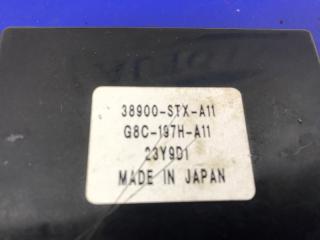 38900-STX-A11
G8C-197H-A11
23Y9D1
MADE IN JAPAN